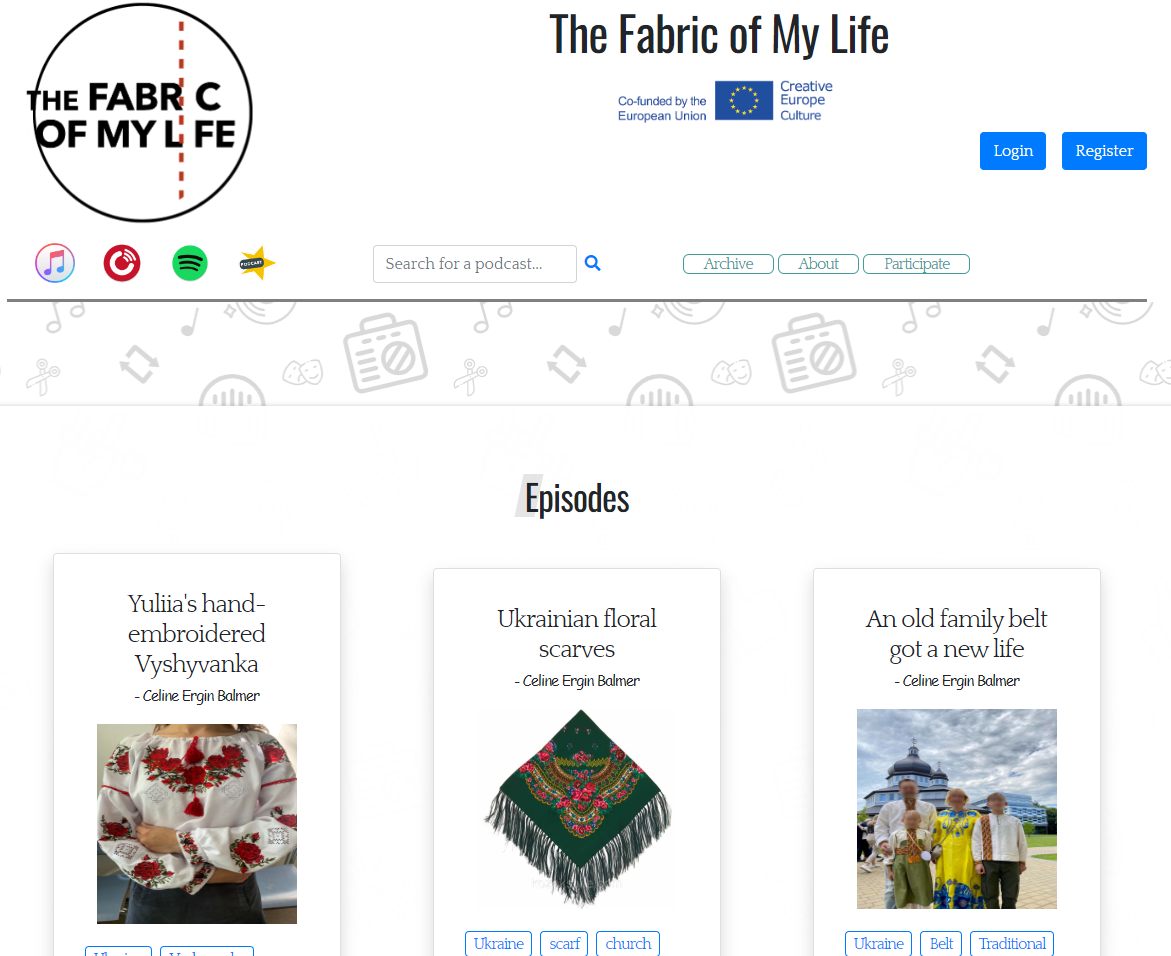 THE FABRIC
OF MY LIFE
The Fabric of My Life
Co-funded by the
European Union
Creative
Europe
Culture
Login
Register
PODCAST
Search for a podcast...
Archive
About
Participate
Episodes
Yuliia's hand-
embroidered
Vyshyvanka
- Celine Ergin Balmer
Ukrainian floral
scarves
- Celine Ergin Balmer
An old family belt
got a new life
- Celine Ergin Balmer
Ukraine scarf church
Ukraine Belt Traditional